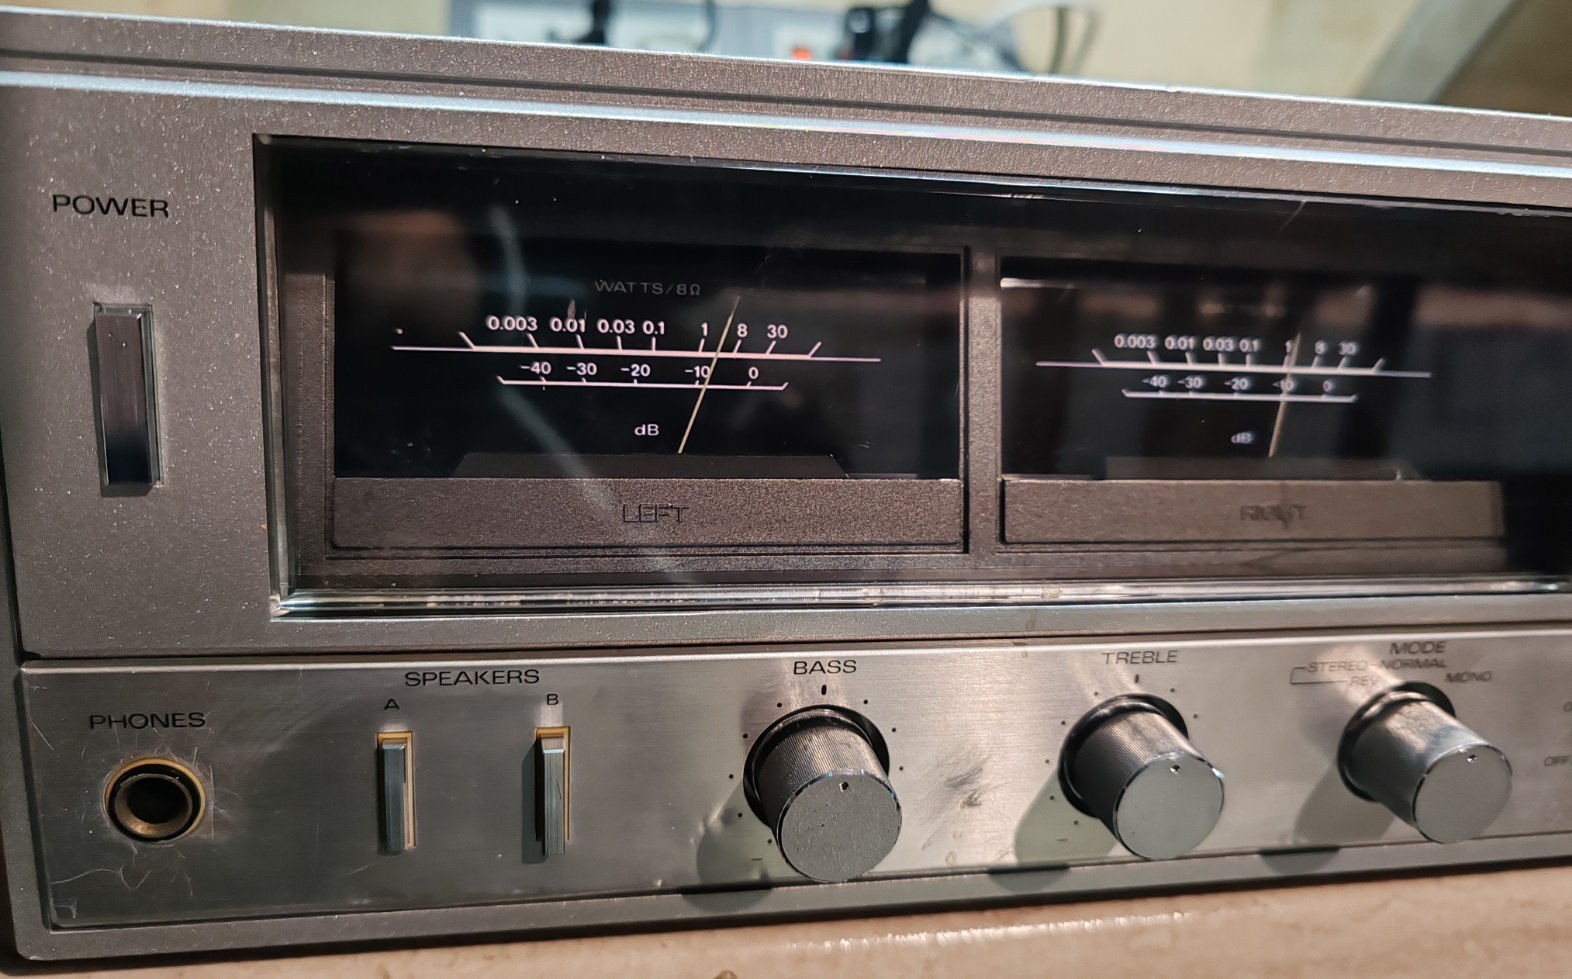 POWER
WATTS/8Ω
0.003 0.01 0.03 0.1 1 8 30
-40 -30 -20 -10 0
dB
LEFT
0.003 0.01 0.03 0.1 1 8 30
-40 -30 -20 -10 0
dB
RIGHT
PHONES
SPEAKERS
A B
BASS
TREBLE
MODE
STEREO NORMAL
REV
MONO
OFF